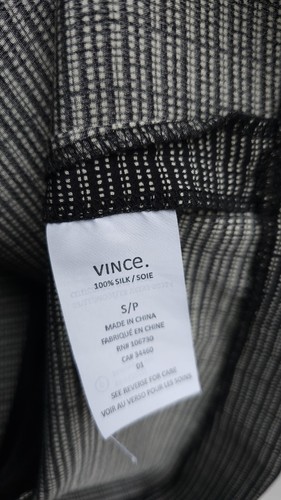 VINCE.
100% SILK / SOIE
S/P
MADE IN CHINA
FABRIQUÉ EN CHINE
RN# 106730
CA# 34460
01
SEE REVERSE FOR CARE
VOIR AU VERSO POUR LES SOINS